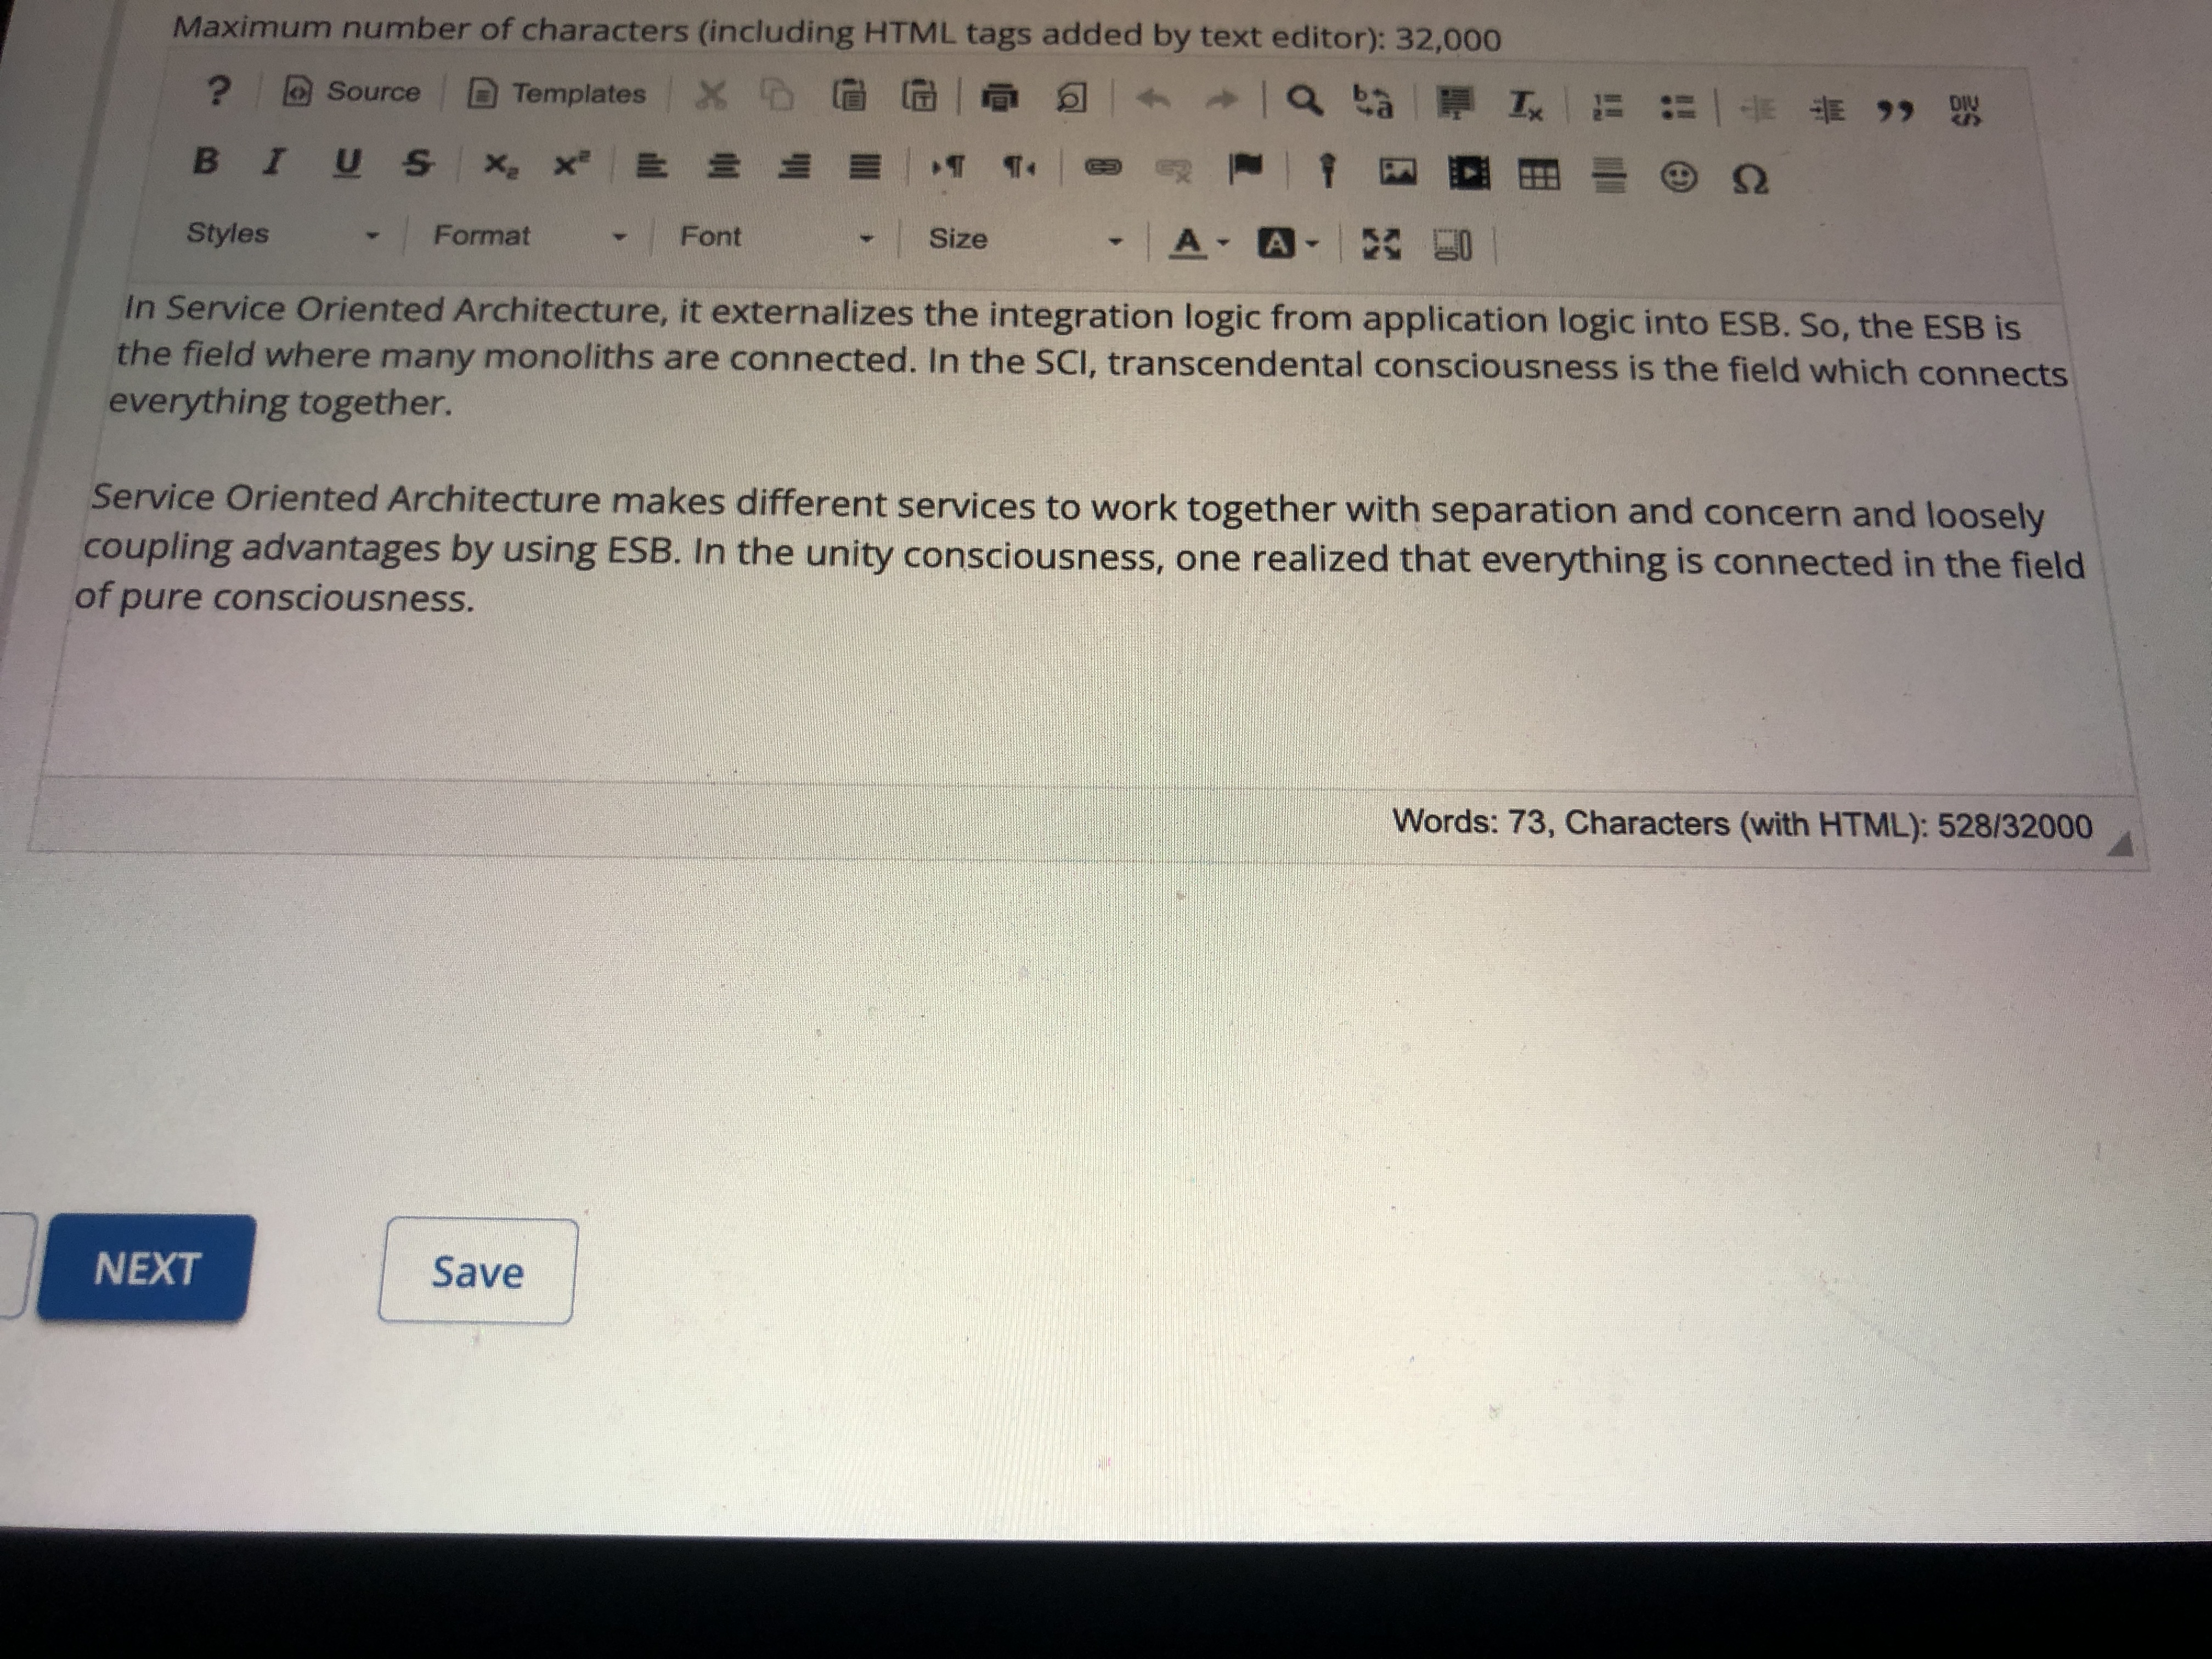 Maximum number of characters (including HTML tags added by text editor): 32,000
? Source Templates
B I U S X₂ X²
Styles Format Font Size A A
In Service Oriented Architecture, it externalizes the integration logic from application logic into ESB. So, the ESB is
the field where many monoliths are connected. In the SCI, transcendental consciousness is the field which connects
everything together.
Service Oriented Architecture makes different services to work together with separation and concern and loosely
coupling advantages by using ESB. In the unity consciousness, one realized that everything is connected in the field
of pure consciousness.
Words: 73, Characters (with HTML): 528/32000
NEXT Save